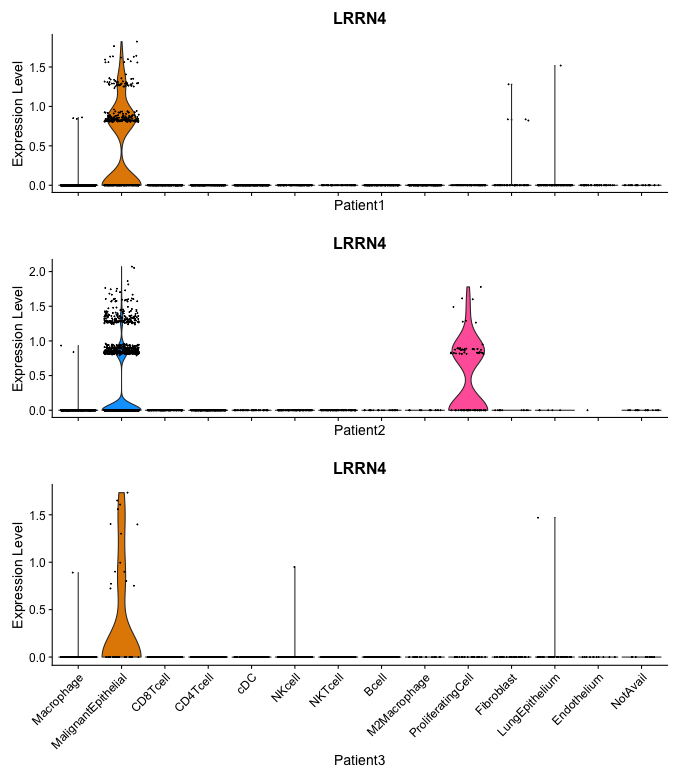 LRRN4
Expression Level
1.5
1.0
0.5
0.0
Patient1
LRRN4
Expression Level
2.0
1.5
1.0
0.5
0.0
Patient2
LRRN4
Expression Level
1.5
1.0
0.5
0.0
Macrophage
MalignantEpithelial
CD8Tcell
CD4Tcell
cDC
NKcell
NKTcell
Bcell
M2Macrophage
ProliferatingCell
Fibroblast
LungEpithelium
Endothelium
NotAvail
Patient3